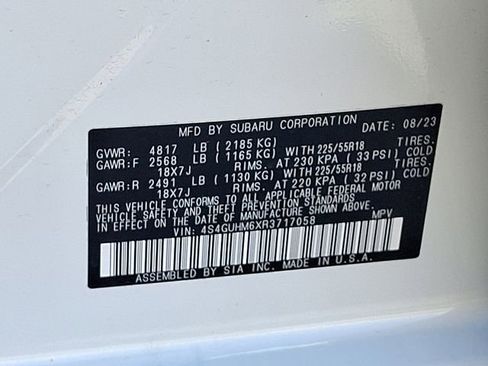 MFD BY SUBARU CORPORATION DATE: 08/23
GVWR: 4817 LB ( 2185 KG)
GAWR:F 2568 LB ( 1165 KG) WITH 225/55R18 TIRES.
18X7J RIMS. AT 230 KPA ( 33 PSI) COLD
GAWR:R 2491 LB ( 1130 KG) WITH 225/55R18 TIRES.
18X7J RIMS. AT 220 KPA ( 32 PSI) COLD
THIS VEHICLE CONFORMS TO ALL APPLICABLE FEDERAL MOTOR
VEHICLE SAFETY, BUMPER, AND THEFT PREVENTION STANDARDS
IN EFFECT ON THE DATE OF MANUFACTURE SHOWN ABOVE.
VIN: 4S4GUHM6XR3717058 MPV
ASSEMBLED BY SIA INC. MADE IN U.S.A.